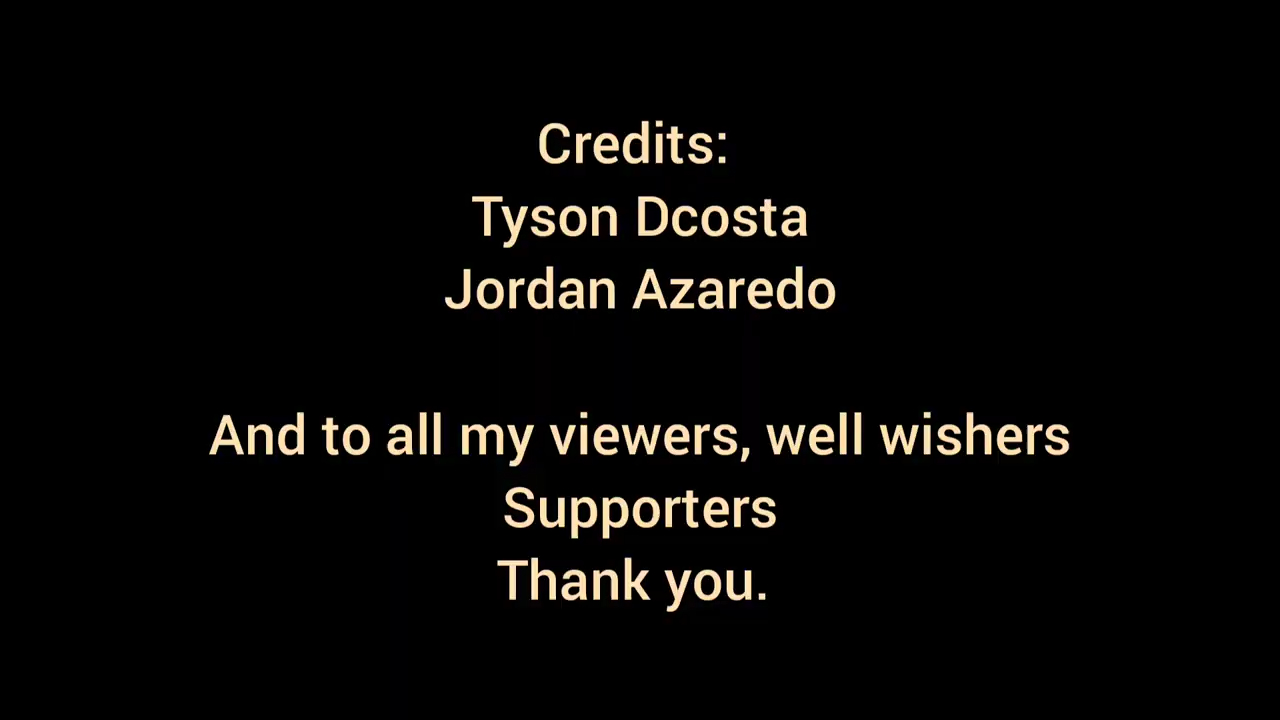 Credits:
Tyson Dcosta
Jordan Azaredo
And to all my viewers, well wishers
Supporters
Thank you.